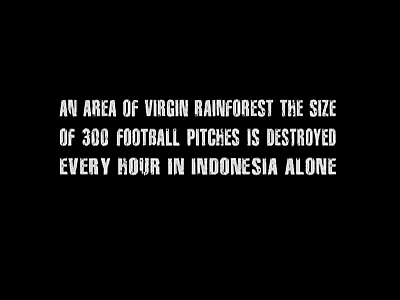 AN AREA OF VIRGIN RAINFOREST THE SIZE
OF 300 FOOTBALL PITCHES IS DESTROYED
EVERY HOUR IN INDONESIA ALONE